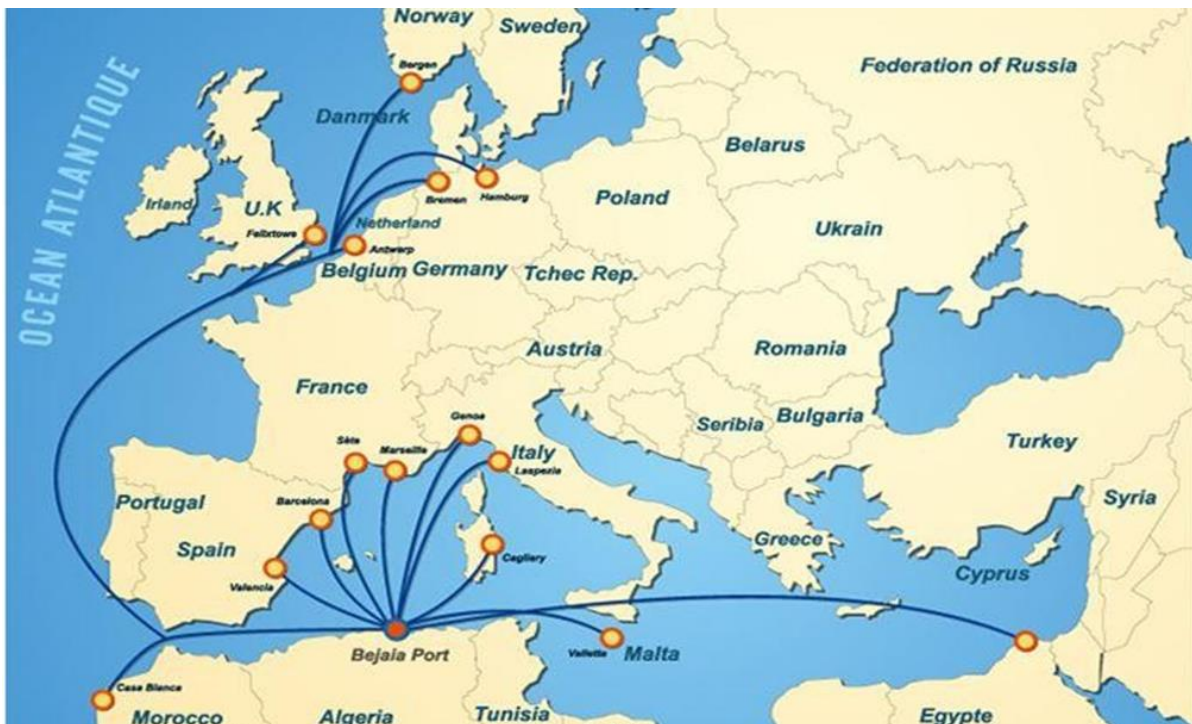 Norway
Sweden
Federation of Russia
Bergen
OCEAN ATLANTIQUE
Danmark
Belarus
Irland
U.K
Bremen
Hamburg
Poland
Felixtowe
Netherland
Antwerp
Ukrain
Belgium
Germany
Tchec Rep.
Austria
Romania
France
Genoa
Seribia
Bulgaria
Sète
Marseille
Italy
Laspezia
Turkey
Portugal
Barcelona
Syria
Spain
Greece
Cagliary
Cyprus
Valencia
Bejaia Port
Vallette
Malta
Casa Blanca
Morocco
Algeria
Tunisia
Egypte